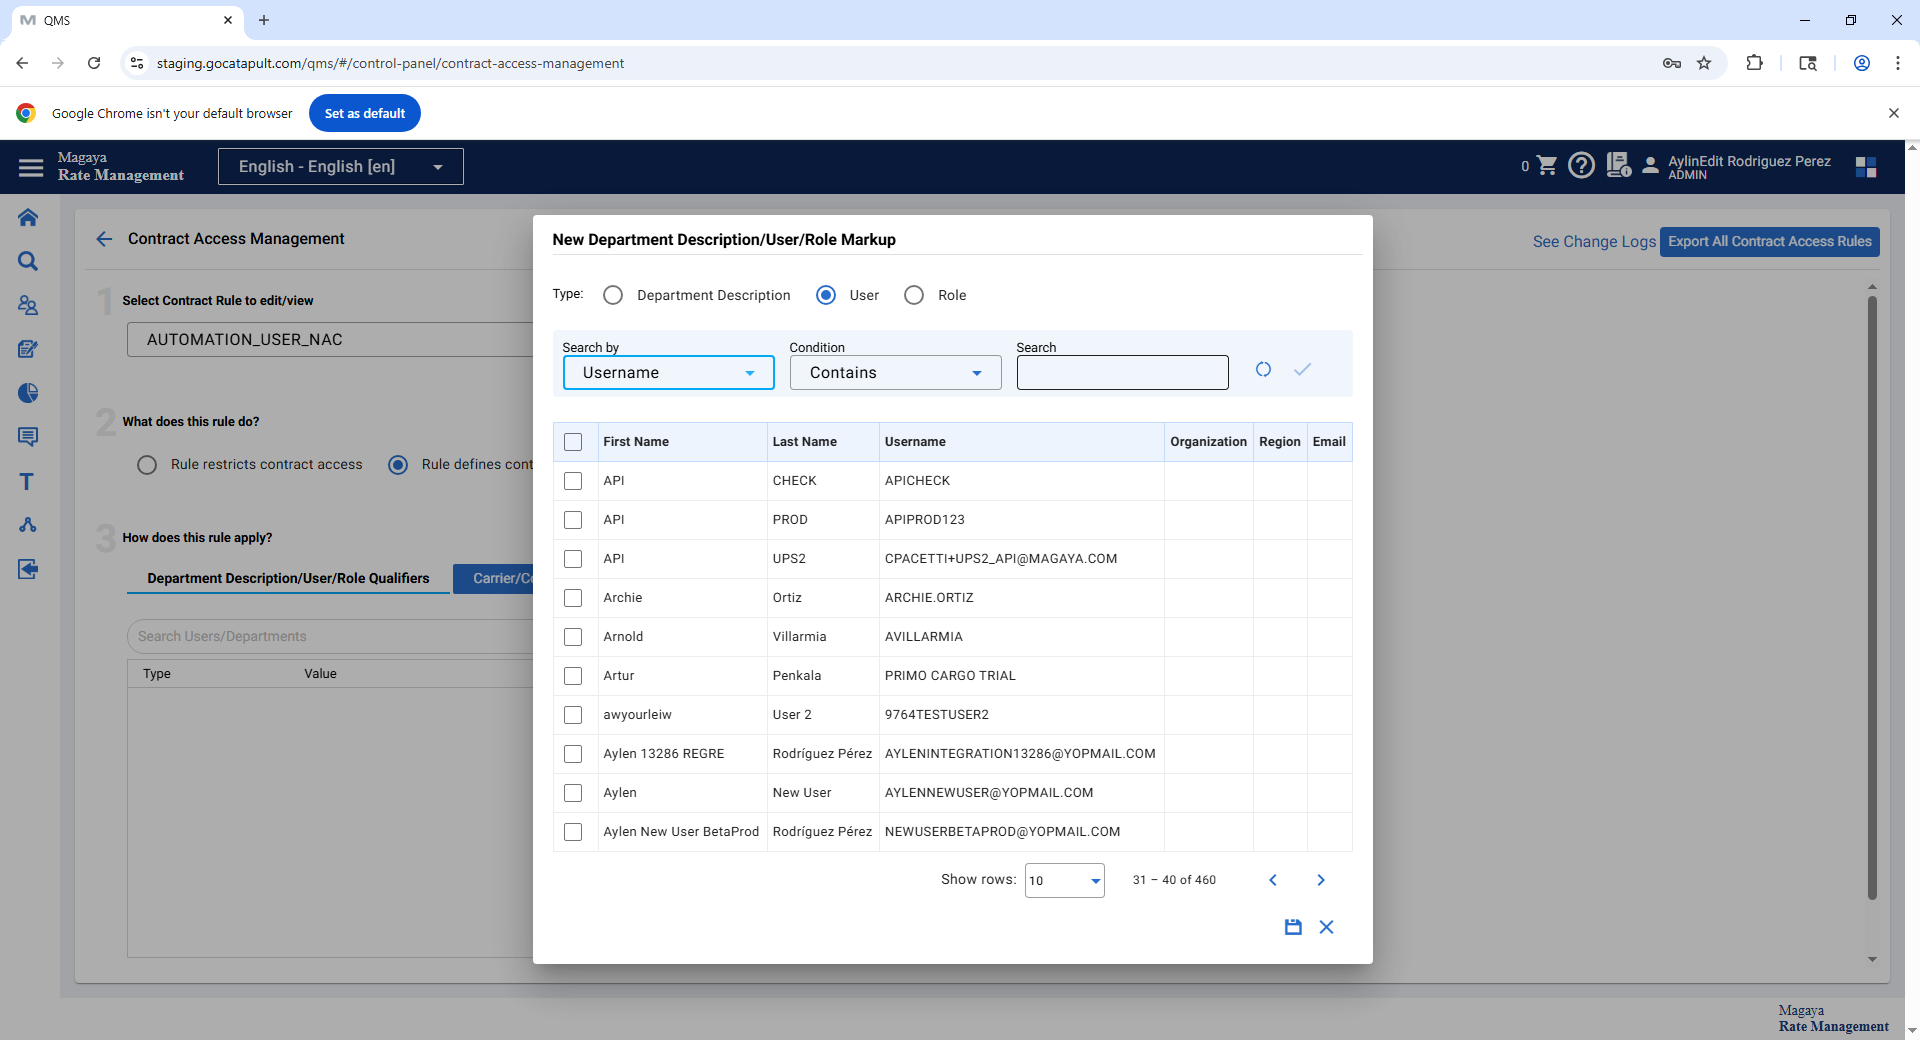 QMS
staging.gocatapult.com/qms/#/control-panel/contract-access-management
Google Chrome isn't your default browser
Set as default
Magaya
Rate Management
English - English [en]
0
AylinEdit Rodriguez Perez
ADMIN
Contract Access Management
See Change Logs
Export All Contract Access Rules
1
Select Contract Rule to edit/view
AUTOMATION_USER_NAC
2
What does this rule do?
Rule restricts contract access
Rule defines cont
3
How does this rule apply?
Department Description/User/Role Qualifiers
Carrier/Co
Search Users/Departments
Type Value
New Department Description/User/Role Markup
Type: Department Description User Role
Search by Condition Search
Username Contains
First Name Last Name Username Organization Region Email
API CHECK APICHECK
API PROD APIPROD123
API UPS2 CPACETTI+UPS2_API@MAGAYA.COM
Archie Ortiz ARCHIE.ORTIZ
Arnold Villarmia AVILLARMIA
Artur Penkala PRIMO CARGO TRIAL
awyourleiw User 2 9764TESTUSER2
Aylen 13286 REGRE Rodríguez Pérez AYLENINTEGRATION13286@YOPMAIL.COM
Aylen New User AYLENNEWUSER@YOPMAIL.COM
Aylen New User BetaProd Rodríguez Pérez NEWUSERBETAPROD@YOPMAIL.COM
Show rows: 10 31 – 40 of 460
Magaya
Rate Management